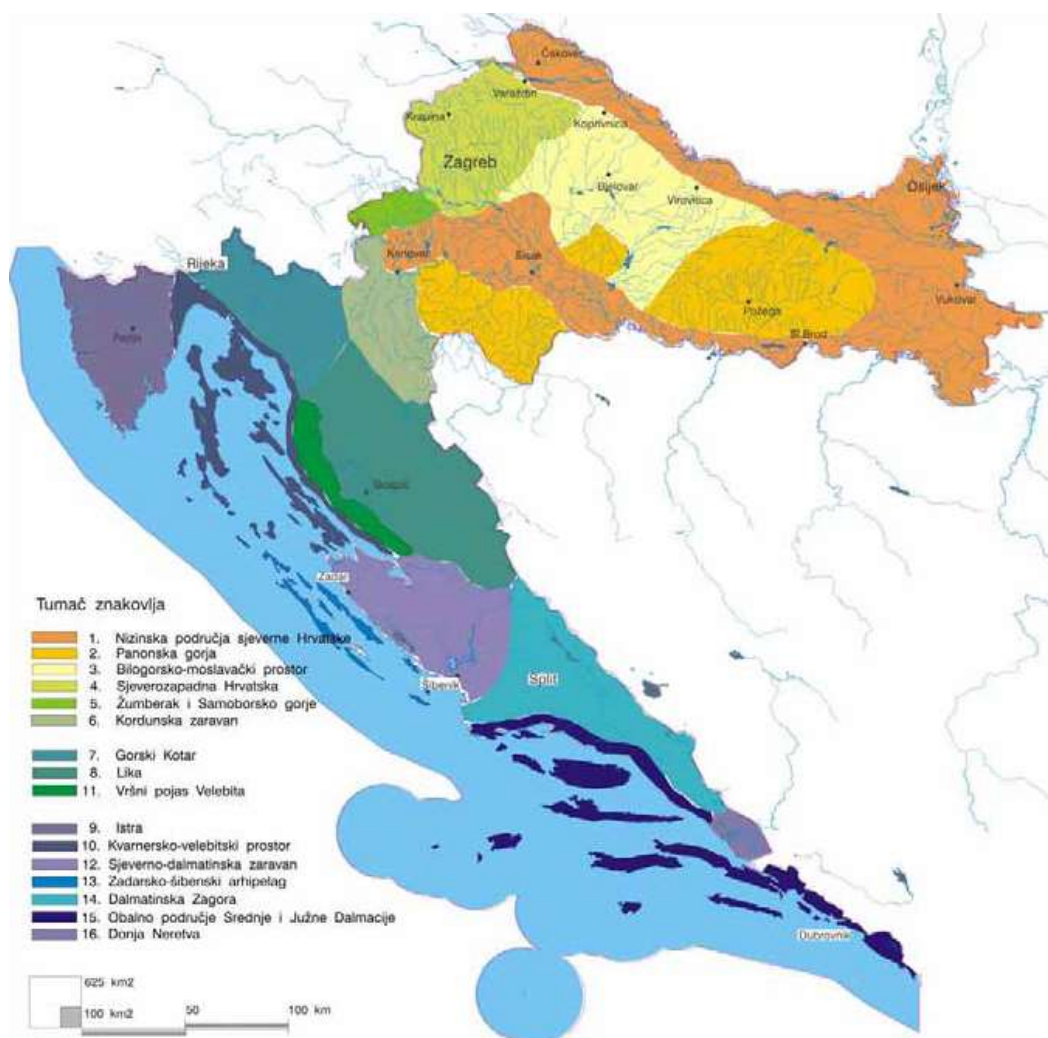 Čakovec
Varaždin
Krapina
Koprivnica
Zagreb
Bjelovar
Virovitica
Osijek
Rijeka
Karlovac
Sisak
Vukovar
Požega
Sl.Brod
Pazin
Gospić
Zadar
Šibenik
Split
Dubrovnik
Tumač znakovlja
1. Nizinska područja sjeverne Hrvatske
2. Panonska gorja
3. Bilogorsko-moslavački prostor
4. Sjeverozapadna Hrvatska
5. Žumberak i Samoborsko gorje
6. Kordunska zaravan
7. Gorski Kotar
8. Lika
11. Vršni pojas Velebita
9. Istra
10. Kvarnersko-velebitski prostor
12. Sjeverno-dalmatinska zaravan
13. Zadarsko-šibenski arhipelag
14. Dalmatinska Zagora
15. Obalno područje Srednje i Južne Dalmacije
16. Donja Neretva
625 km2
100 km2
50
100 km